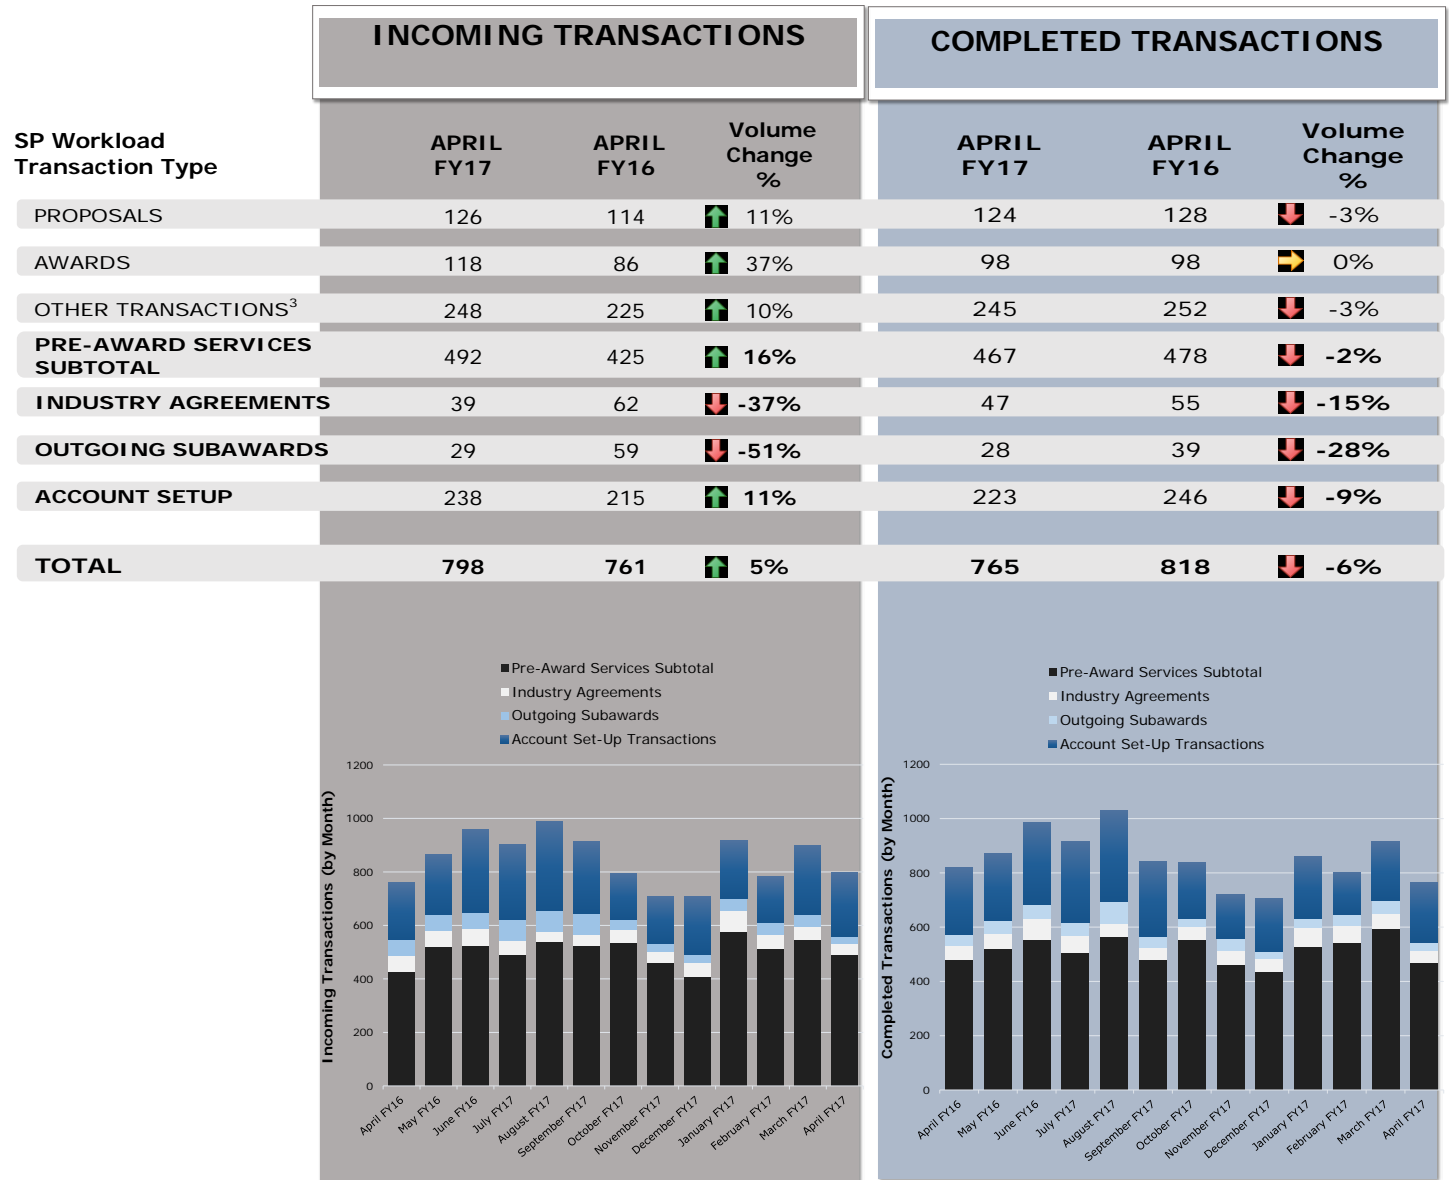 INCOMING TRANSACTIONS
COMPLETED TRANSACTIONS
SP Workload
Transaction Type
APRIL
FY17
APRIL
FY16
Volume
Change
%
APRIL
FY17
APRIL
FY16
Volume
Change
%
PROPOSALS 126 114 11% 124 128 -3%
AWARDS 118 86 37% 98 98 0%
OTHER TRANSACTIONS3 248 225 10% 245 252 -3%
PRE-AWARD SERVICES
SUBTOTAL 492 425 16% 467 478 -2%
INDUSTRY AGREEMENTS 39 62 -37% 47 55 -15%
OUTGOING SUBAWARDS 29 59 -51% 28 39 -28%
ACCOUNT SETUP 238 215 11% 223 246 -9%
TOTAL 798 761 5% 765 818 -6%
Pre-Award Services Subtotal
Industry Agreements
Outgoing Subawards
Account Set-Up Transactions
Incoming Transactions (by Month)
1200
1000
800
600
400
200
0
April FY16
May FY16
June FY16
July FY17
August FY17
September FY17
October FY17
November FY17
December FY17
January FY17
February FY17
March FY17
April FY17
Pre-Award Services Subtotal
Industry Agreements
Outgoing Subawards
Account Set-Up Transactions
Completed Transactions (by Month)
1200
1000
800
600
400
200
0
April FY16
May FY16
June FY16
July FY17
August FY17
September FY17
October FY17
November FY17
December FY17
January FY17
February FY17
March FY17
April FY17